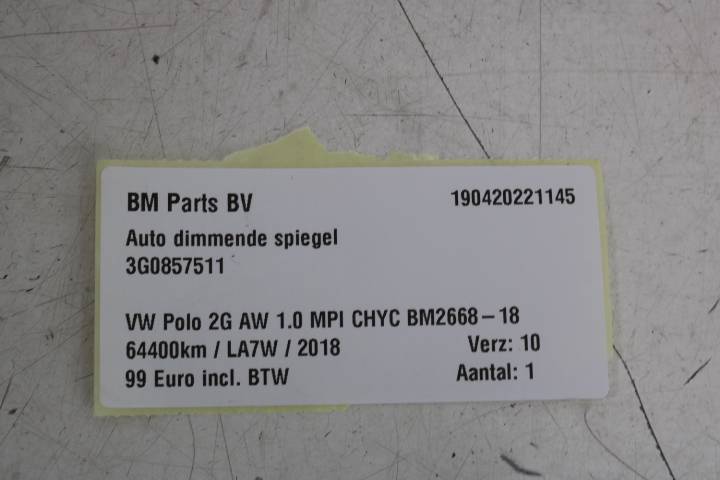 BM Parts BV 190420221145
Auto dimmende spiegel
3G0857511
VW Polo 2G AW 1.0 MPI CHYC BM2668-18
64400km / LA7W / 2018 Verz: 10
99 Euro incl. BTW Aantal: 1